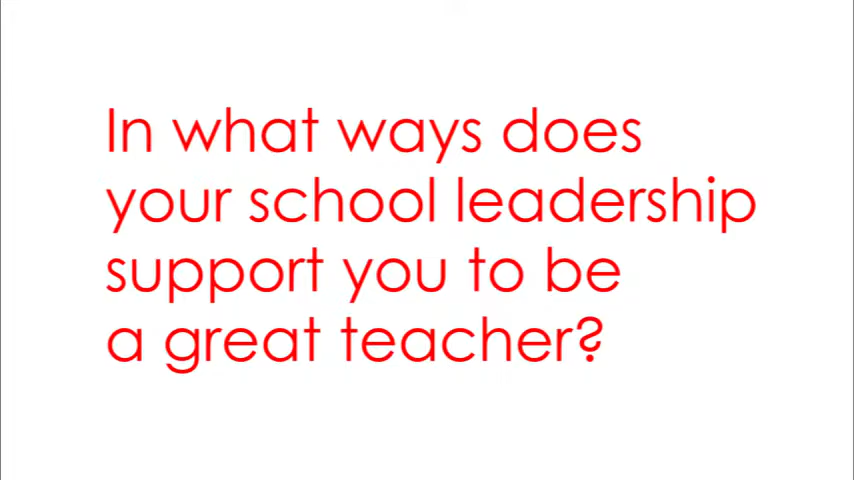 In what ways does
your school leadership
support you to be
a great teacher?